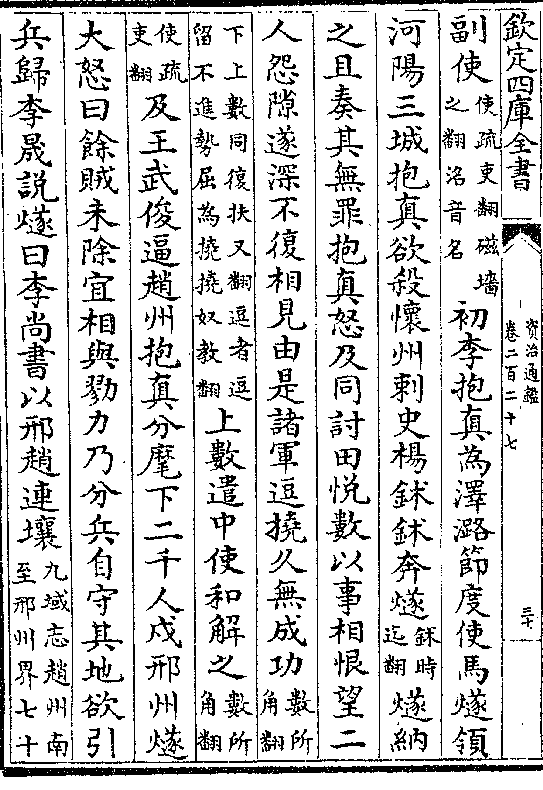 欽定四庫全書
資治通鑑
卷二百二十七
三十
副使使疏吏翻磁墻之翻洺音名初李抱真為澤潞節度使馬燧領
河陽三城抱真欲殺懷州刺史楊鉥鉥奔燧鉥時迄翻燧納
之且奏其無罪抱真怒及同討田悦數以事相恨望二
人怨隙遂深不復相見由是諸軍逗撓久無成功數所角翻
下上數同復扶又翻逗者逗留不進勢屈為撓撓奴教翻上數遣中使和解之數所角翻
使疏吏翻及王武俊逼趙州抱真分麾下二千人戍邢州燧
大怒曰餘賊未除宜相與勠力乃分兵自守其地欲引
兵歸李晟説燧曰李尚書以邢趙連壤九域志趙州南至邢州界七十